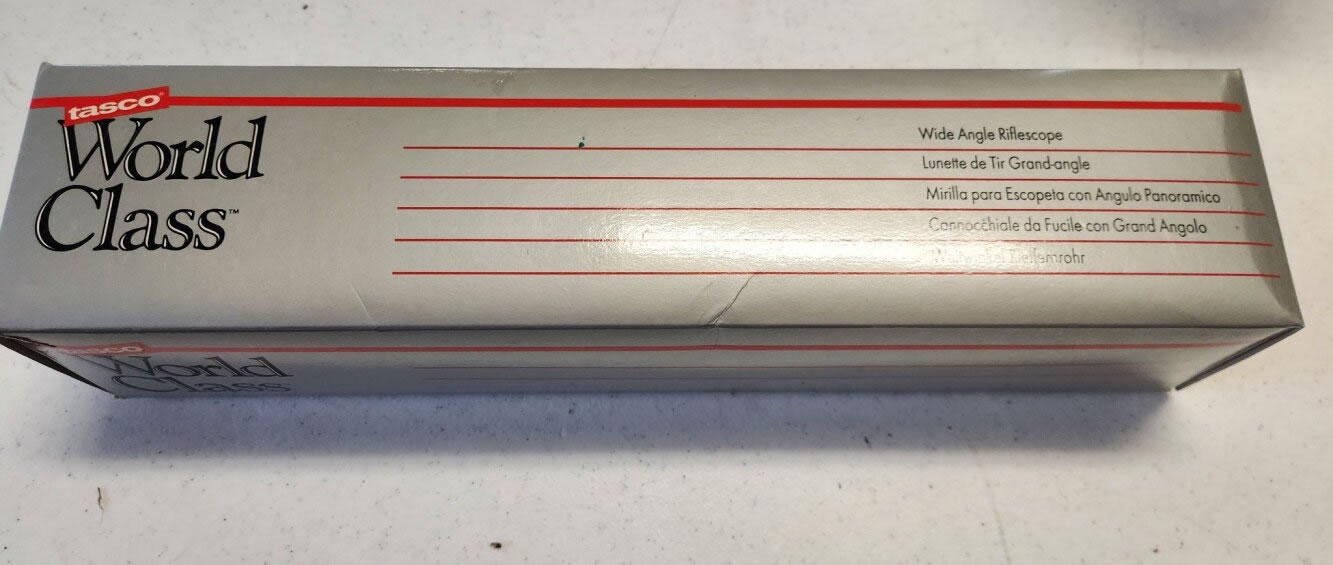 tasco®
World
Class™
Wide Angle Riflescope
Lunette de Tir Grand-angle
Mirilla para Escopeta con Angulo Panoramico
Cannocchiale da Fucile con Grand Angolo
tasco
World
Class